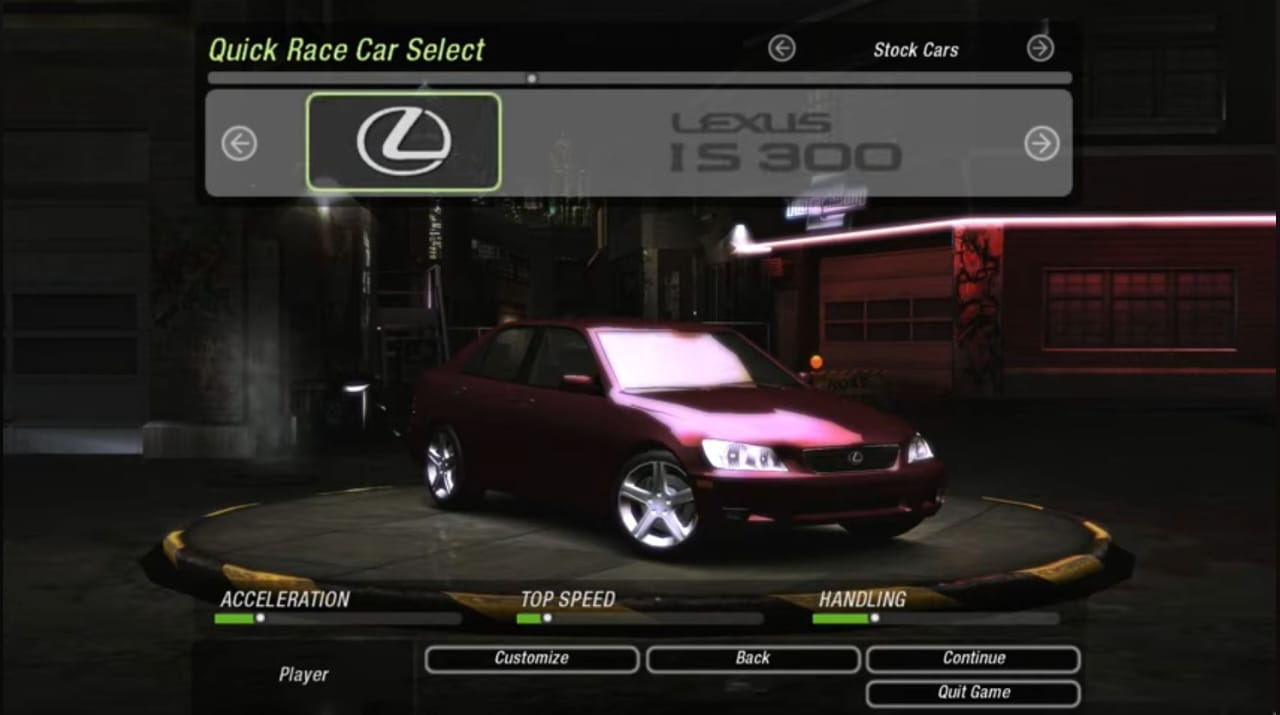 Quick Race Car Select
Stock Cars
LEXUS
IS 300
ACCELERATION
TOP SPEED
HANDLING
Player
Customize
Back
Continue
Quit Game